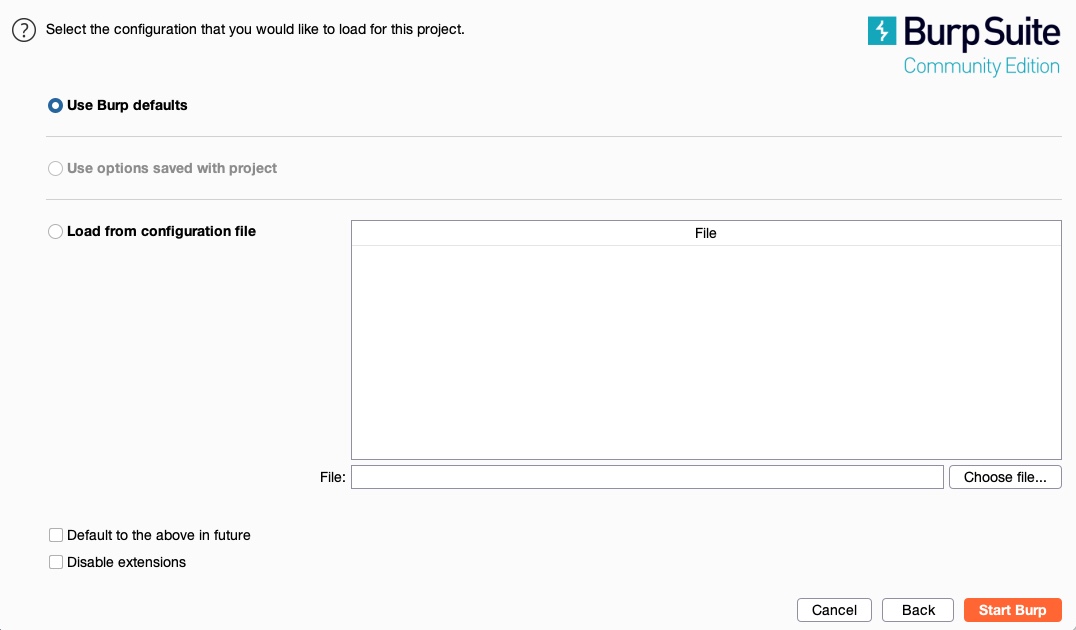 Select the configuration that you would like to load for this project.
Burp Suite
Community Edition
Use Burp defaults
Use options saved with project
Load from configuration file
File
File:
Choose file...
Default to the above in future
Disable extensions
Cancel
Back
Start Burp